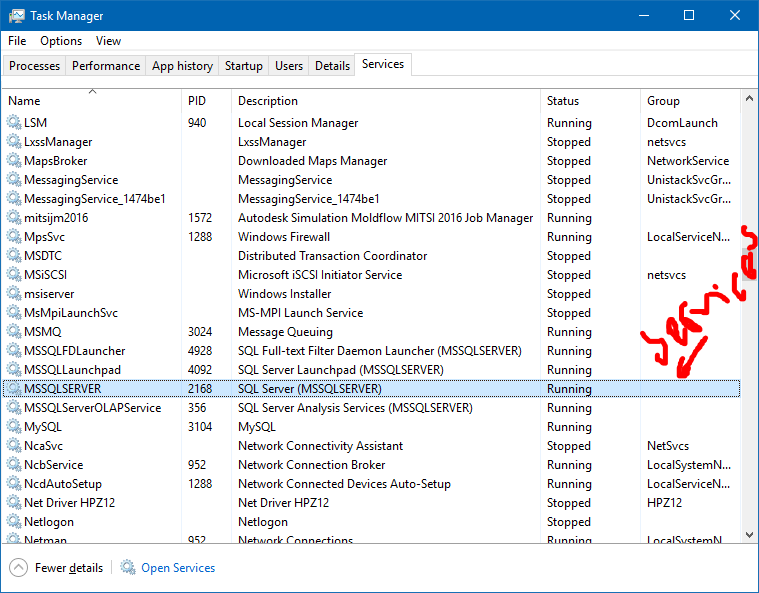 Task Manager
File Options View
Processes Performance App history Startup Users Details Services
Name PID Description Status Group
LSM 940 Local Session Manager Running DcomLaunch
LxssManager LxssManager Stopped netsvcs
MapsBroker Downloaded Maps Manager Stopped NetworkService
MessagingService MessagingService Stopped UnistackSvcGr...
MessagingService_1474be1 MessagingService_1474be1 Stopped UnistackSvcGr...
mitsijm2016 1572 Autodesk Simulation Moldflow MITSI 2016 Job Manager Running
MpsSvc 1288 Windows Firewall Running LocalServiceN...
MSDTC Distributed Transaction Coordinator Stopped
MSiSCSI Microsoft iSCSI Initiator Service Stopped netsvcs
msiserver Windows Installer Stopped
MsMpiLaunchSvc MS-MPI Launch Service Stopped
MSMQ 3024 Message Queuing Running
MSSQLFDLauncher 4928 SQL Full-text Filter Daemon Launcher (MSSQLSERVER) Running
MSSQLLaunchpad 4092 SQL Server Launchpad (MSSQLSERVER) Running
MSSQLSERVER 2168 SQL Server (MSSQLSERVER) Running
MSSQLServerOLAPService 356 SQL Server Analysis Services (MSSQLSERVER) Running
MySQL 3104 MySQL Running
NcaSvc Network Connectivity Assistant Stopped NetSvcs
NcbService 952 Network Connection Broker Running LocalSystemN...
NcdAutoSetup 1288 Network Connected Devices Auto-Setup Running LocalServiceN...
Net Driver HPZ12 Net Driver HPZ12 Stopped HPZ12
Netlogon Netlogon Stopped
Netman 952 Network Connections Running LocalSystemN...
services
Fewer details Open Services